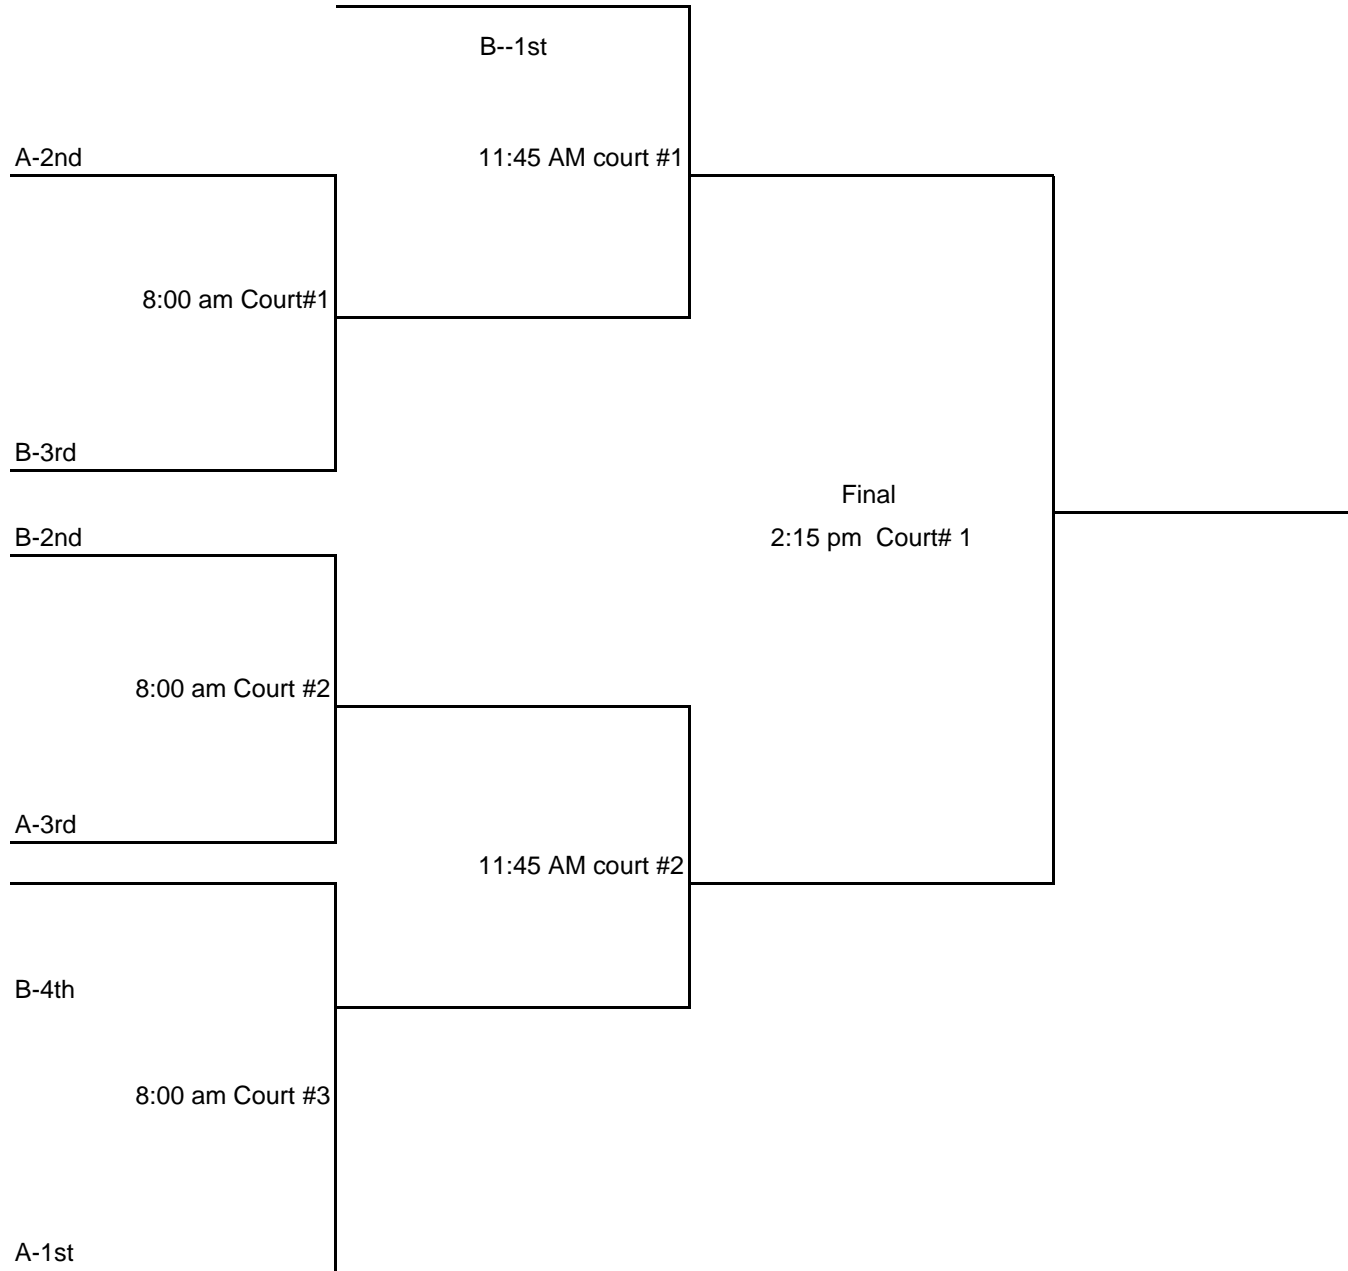 B--1st
A-2nd
11:45 AM court #1
8:00 am Court#1
B-3rd
Final
B-2nd
2:15 pm  Court# 1
8:00 am Court #2
A-3rd
11:45 AM court #2
B-4th
8:00 am Court #3
A-1st